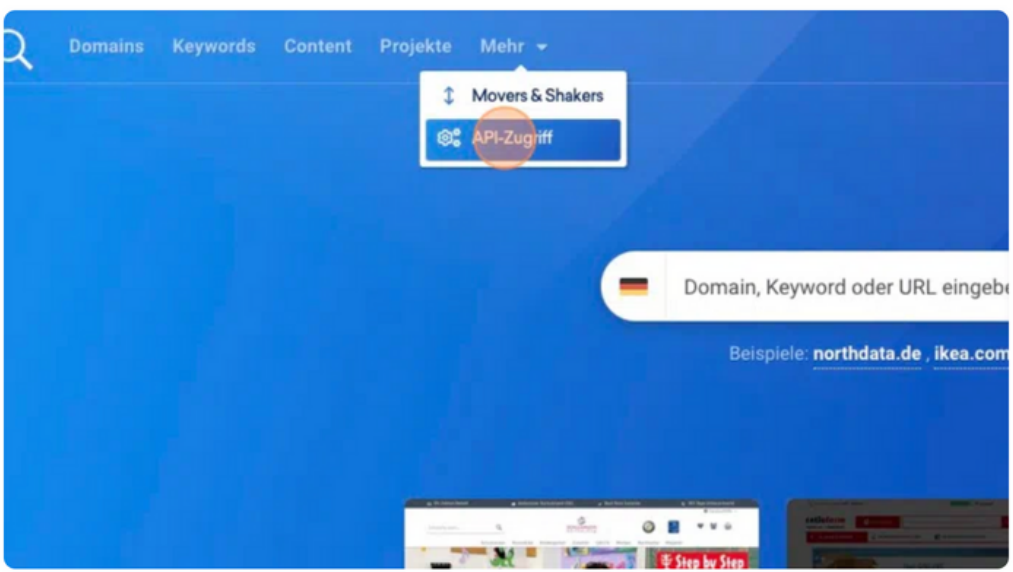 Domains Keywords Content Projekte Mehr
Movers & Shakers
API-Zugriff
Domain, Keyword oder URL eingebe
Beispiele: northdata.de , ikea.com
Step by Step